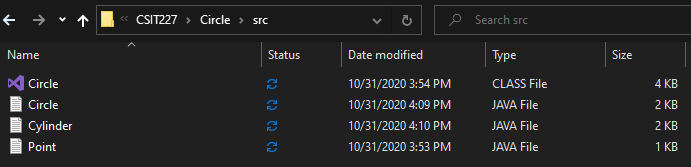 CSIT227 Circle src Search src
Name Status Date modified Type Size
Circle 10/31/2020 3:54 PM CLASS File 4 KB
Circle 10/31/2020 4:09 PM JAVA File 2 KB
Cylinder 10/31/2020 4:10 PM JAVA File 2 KB
Point 10/31/2020 3:53 PM JAVA File 1 KB